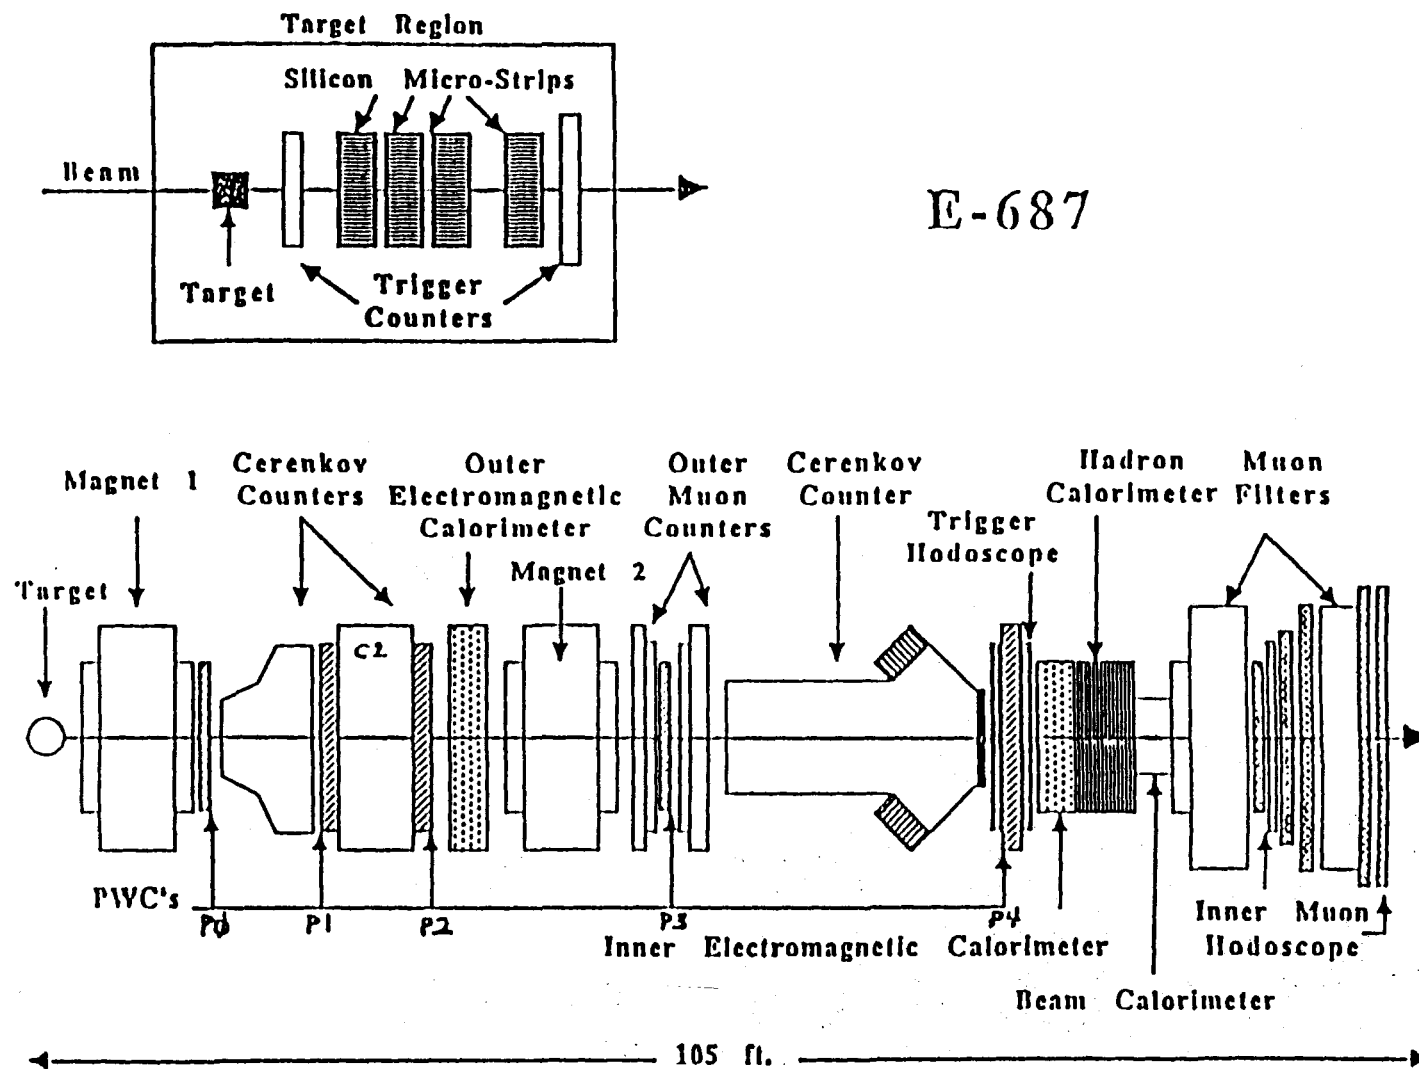 Target Region
Silicon Micro-Strips
Beam
Target
Trigger
Counters
E-687
Magnet 1
Cerenkov
Counters
Outer
Electromagnetic
Calorimeter
Magnet 2
Outer
Muon
Counters
Cerenkov
Counter
Trigger
Hodoscope
Hadron
Calorimeter
Muon
Filters
Target
C2
PWC's
P0
P1
P2
P3
P4
Inner Electromagnetic Calorimeter
Inner Muon
Hodoscope
Beam Calorimeter
105 ft.